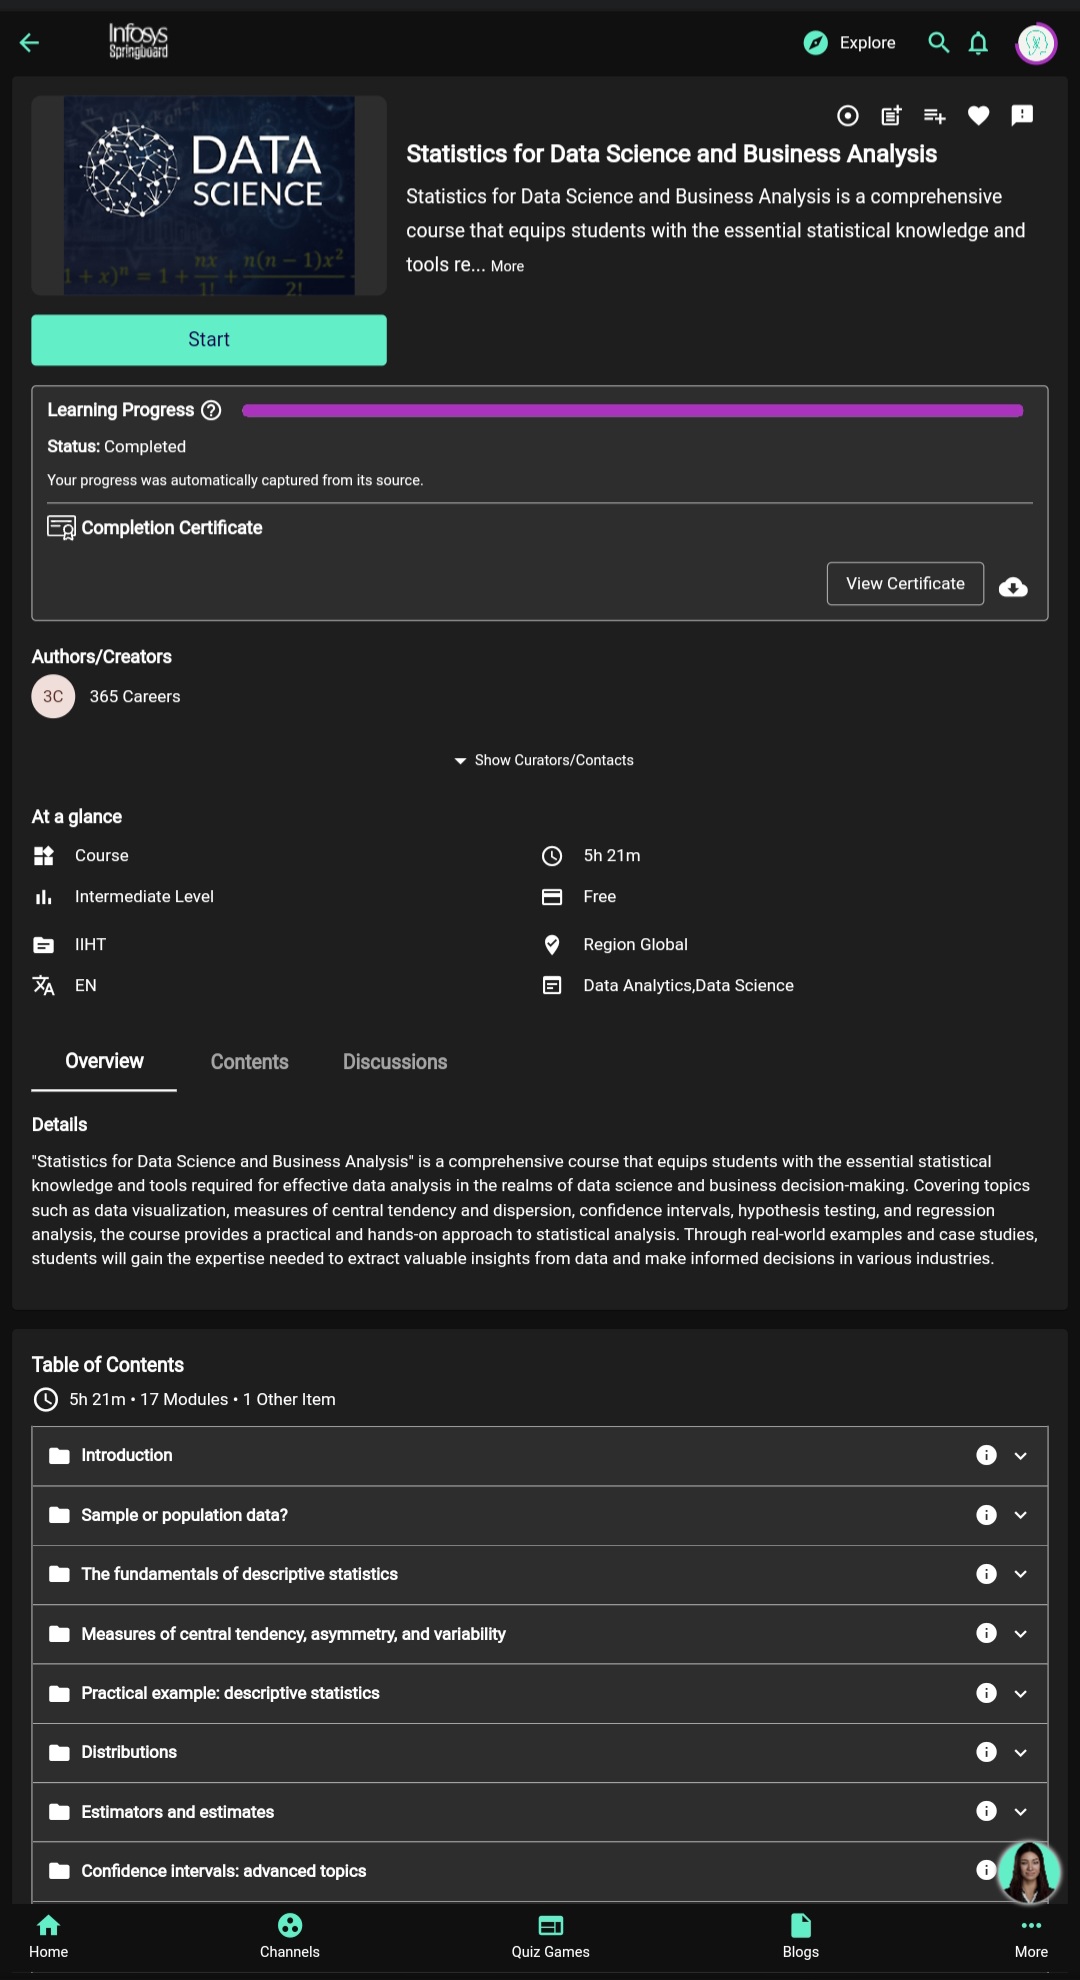 Infosys
Springboard
Explore
DATA
SCIENCE
Statistics for Data Science and Business Analysis
Statistics for Data Science and Business Analysis is a comprehensive
course that equips students with the essential statistical knowledge and
tools re... More
1 + x)ⁿ = 1 + nx/1! + n(n − 1)x²/2!
Start
Learning Progress
Status: Completed
Your progress was automatically captured from its source.
Completion Certificate
View Certificate
Authors/Creators
3C 365 Careers
Show Curators/Contacts
At a glance
Course 5h 21m
Intermediate Level Free
IIHT Region Global
EN Data Analytics,Data Science
Overview Contents Discussions
Details
"Statistics for Data Science and Business Analysis" is a comprehensive course that equips students with the essential statistical
knowledge and tools required for effective data analysis in the realms of data science and business decision-making. Covering topics
such as data visualization, measures of central tendency and dispersion, confidence intervals, hypothesis testing, and regression
analysis, the course provides a practical and hands-on approach to statistical analysis. Through real-world examples and case studies,
students will gain the expertise needed to extract valuable insights from data and make informed decisions in various industries.
Table of Contents
5h 21m • 17 Modules • 1 Other Item
Introduction
Sample or population data?
The fundamentals of descriptive statistics
Measures of central tendency, asymmetry, and variability
Practical example: descriptive statistics
Distributions
Estimators and estimates
Confidence intervals: advanced topics
Home Channels Quiz Games Blogs More